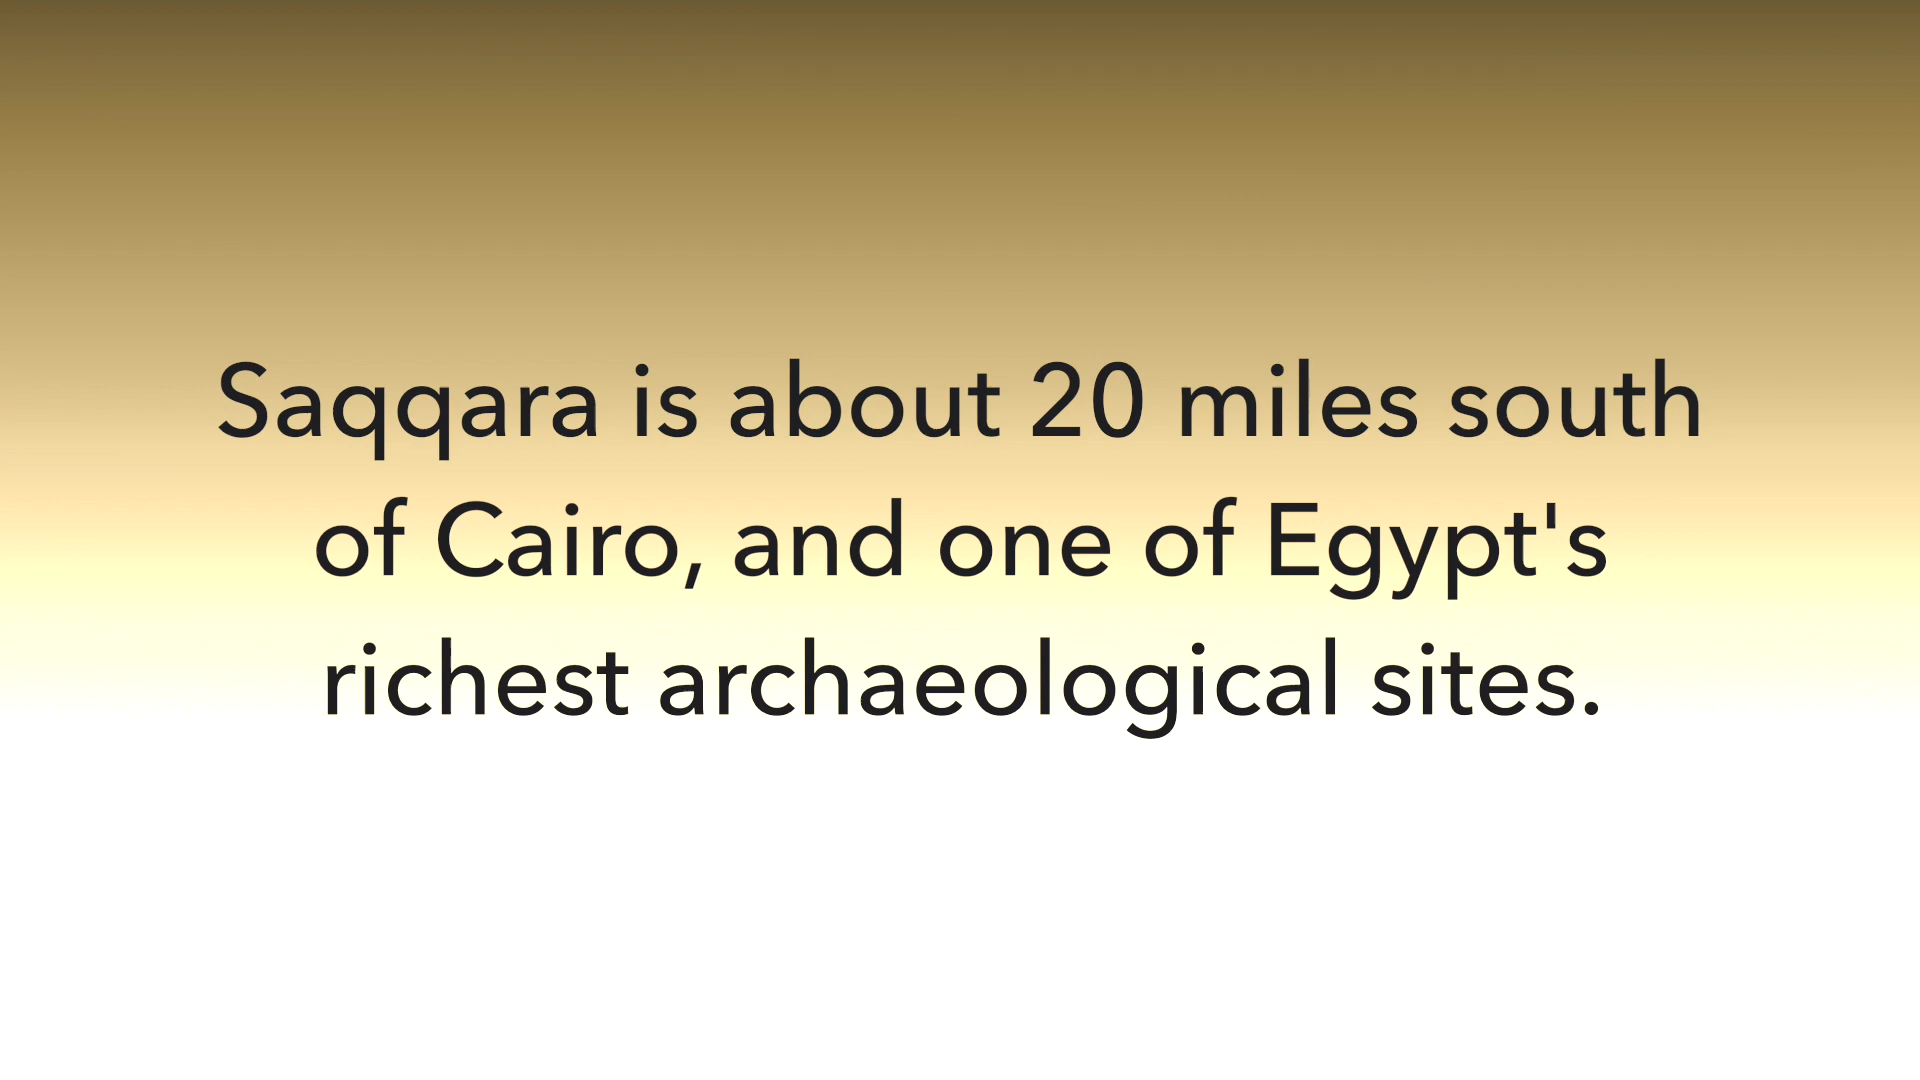 Saqqara is about 20 miles south
of Cairo, and one of Egypt's
richest archaeological sites.